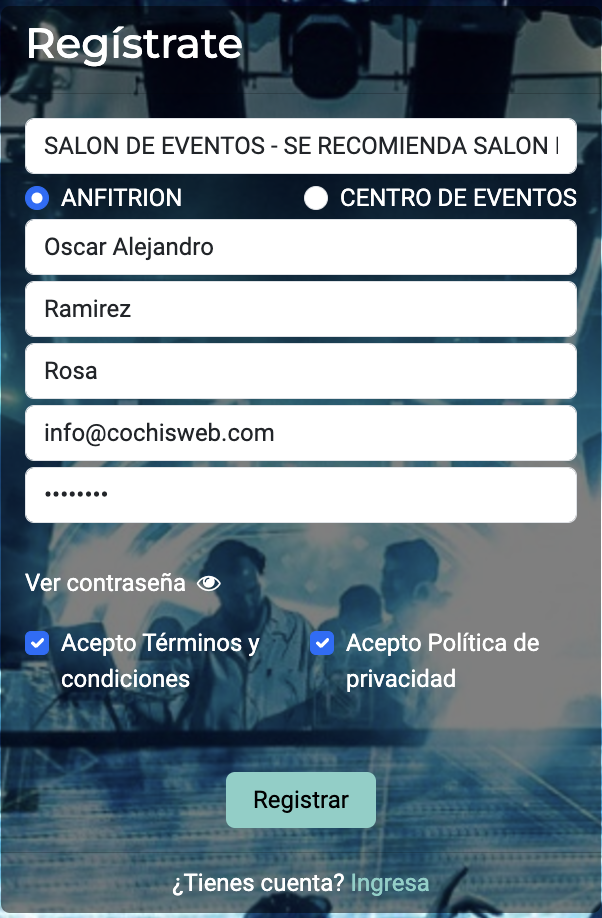 Regístrate
SALON DE EVENTOS - SE RECOMIENDA SALON
ANFITRION CENTRO DE EVENTOS
Oscar Alejandro
Ramirez
Rosa
info@cochisweb.com
••••••••
Ver contraseña
Acepto Términos y
condiciones
Acepto Política de
privacidad
Registrar
¿Tienes cuenta? Ingresa